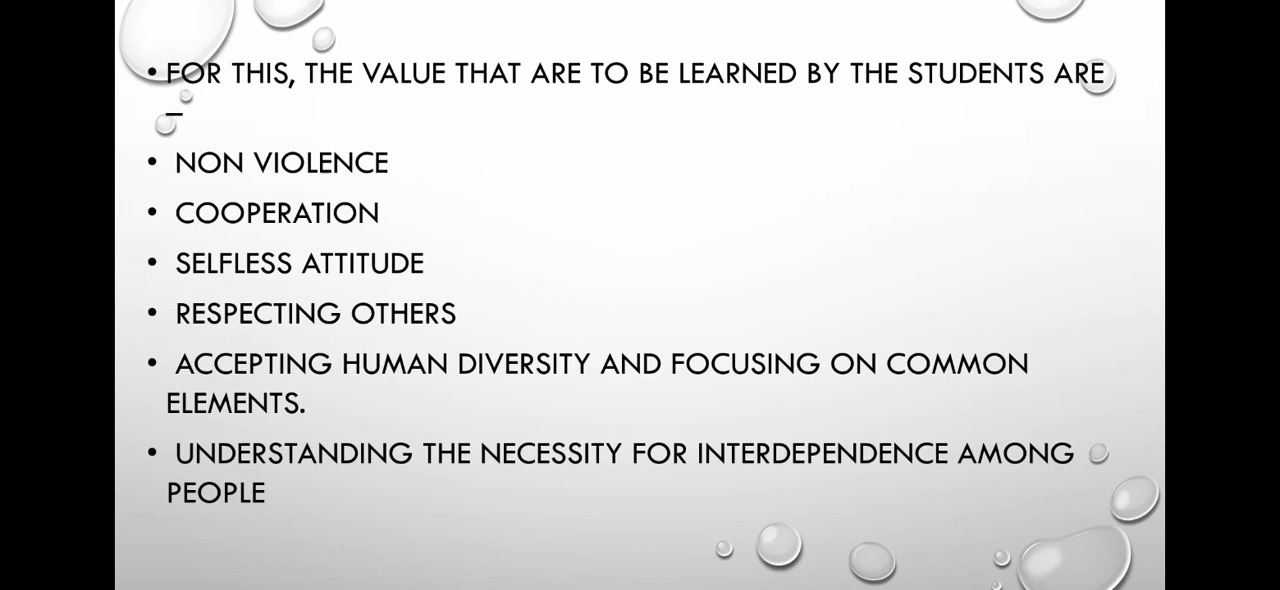 • FOR THIS, THE VALUE THAT ARE TO BE LEARNED BY THE STUDENTS ARE
–
• NON VIOLENCE
• COOPERATION
• SELFLESS ATTITUDE
• RESPECTING OTHERS
• ACCEPTING HUMAN DIVERSITY AND FOCUSING ON COMMON
ELEMENTS.
• UNDERSTANDING THE NECESSITY FOR INTERDEPENDENCE AMONG
PEOPLE